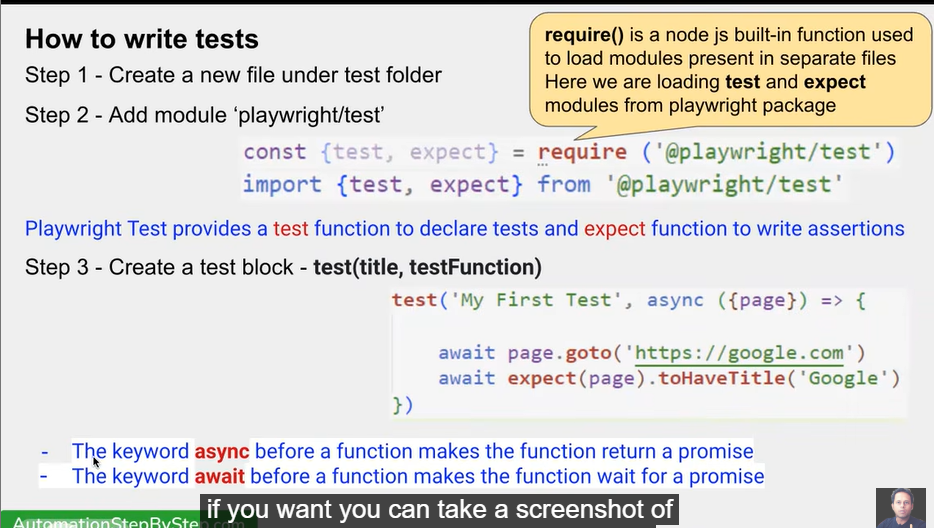 How to write tests
Step 1 - Create a new file under test folder
Step 2 - Add module ‘playwright/test’
require() is a node js built-in function used
to load modules present in separate files
Here we are loading test and expect
modules from playwright package
const {test, expect} = require ('@playwright/test')
import {test, expect} from '@playwright/test'
Playwright Test provides a test function to declare tests and expect function to write assertions
Step 3 - Create a test block - test(title, testFunction)
test('My First Test', async ({page}) => {
await page.goto('https://google.com')
await expect(page).toHaveTitle('Google')
})
- The keyword async before a function makes the function return a promise
- The keyword await before a function makes the function wait for a promise
if you want you can take a screenshot of
AutomationStepByStep.com